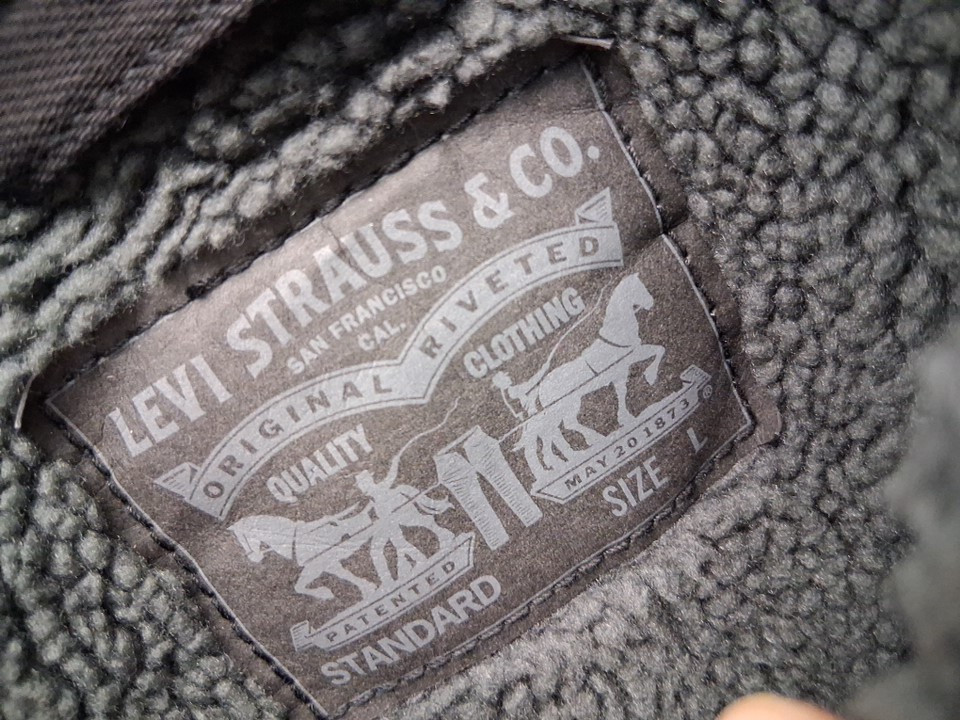 LEVI STRAUSS & CO.
SAN FRANCISCO
CAL.
ORIGINAL RIVETED
QUALITY CLOTHING
PATENTED MAY 20 1873
STANDARD SIZE L